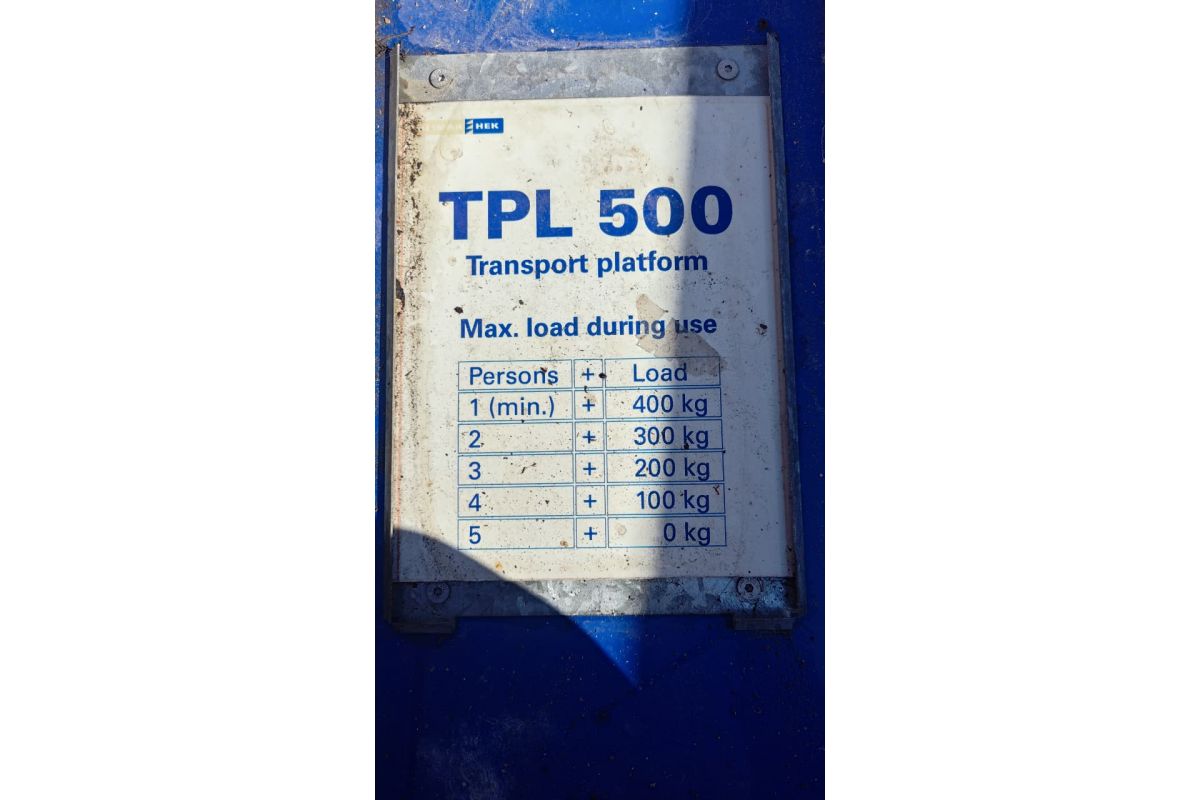 HEK
TPL 500
Transport platform
Max. load during use
Persons + Load
1 (min.) + 400 kg
2 + 300 kg
3 + 200 kg
4 + 100 kg
5 + 0 kg